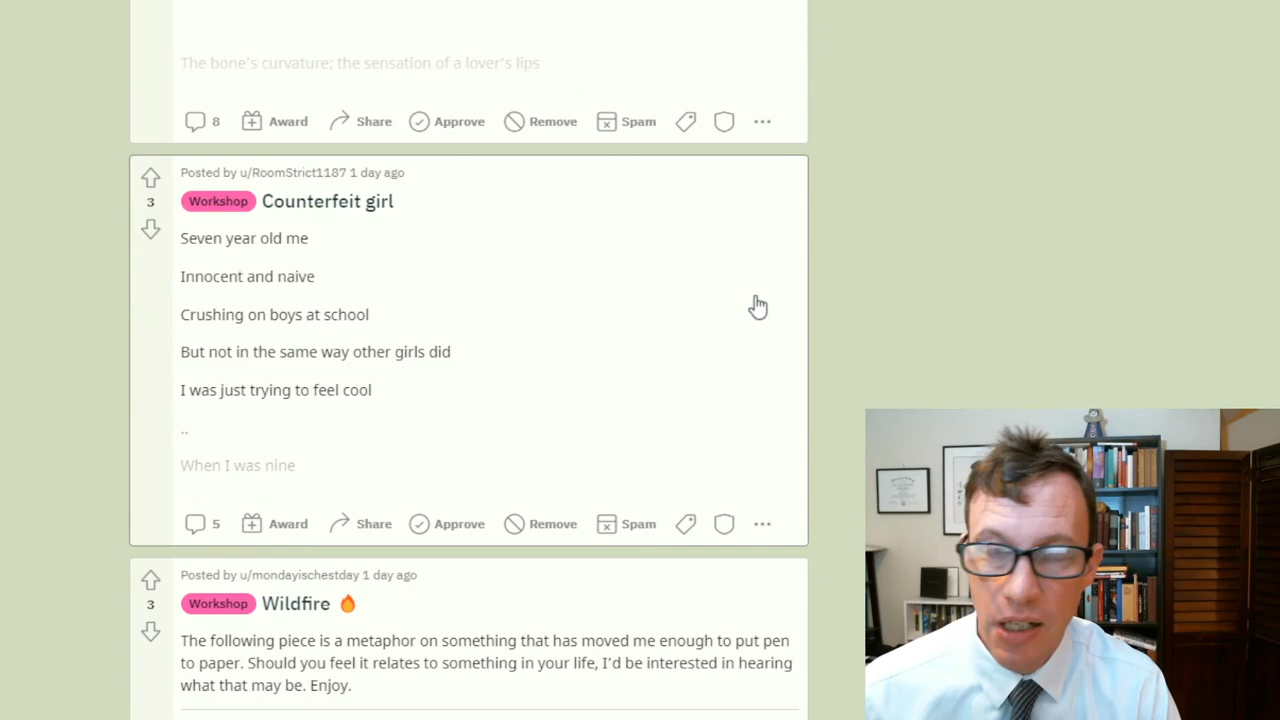 The bone's curvature; the sensation of a lover's lips
8 Award Share Approve Remove Spam ...
Posted by u/RoomStrict1187 1 day ago
3
Workshop Counterfeit girl
Seven year old me
Innocent and naive
Crushing on boys at school
But not in the same way other girls did
I was just trying to feel cool
..
When I was nine
5 Award Share Approve Remove Spam ...
Posted by u/mondayischestday 1 day ago
3
Workshop Wildfire 🔥
The following piece is a metaphor on something that has moved me enough to put pen
to paper. Should you feel it relates to something in your life, I'd be interested in hearing
what that may be. Enjoy.